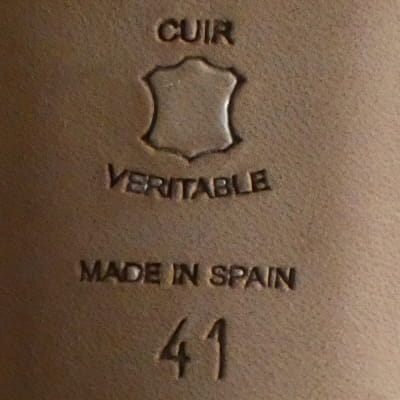 CUIR
VERITABLE
MADE IN SPAIN
41